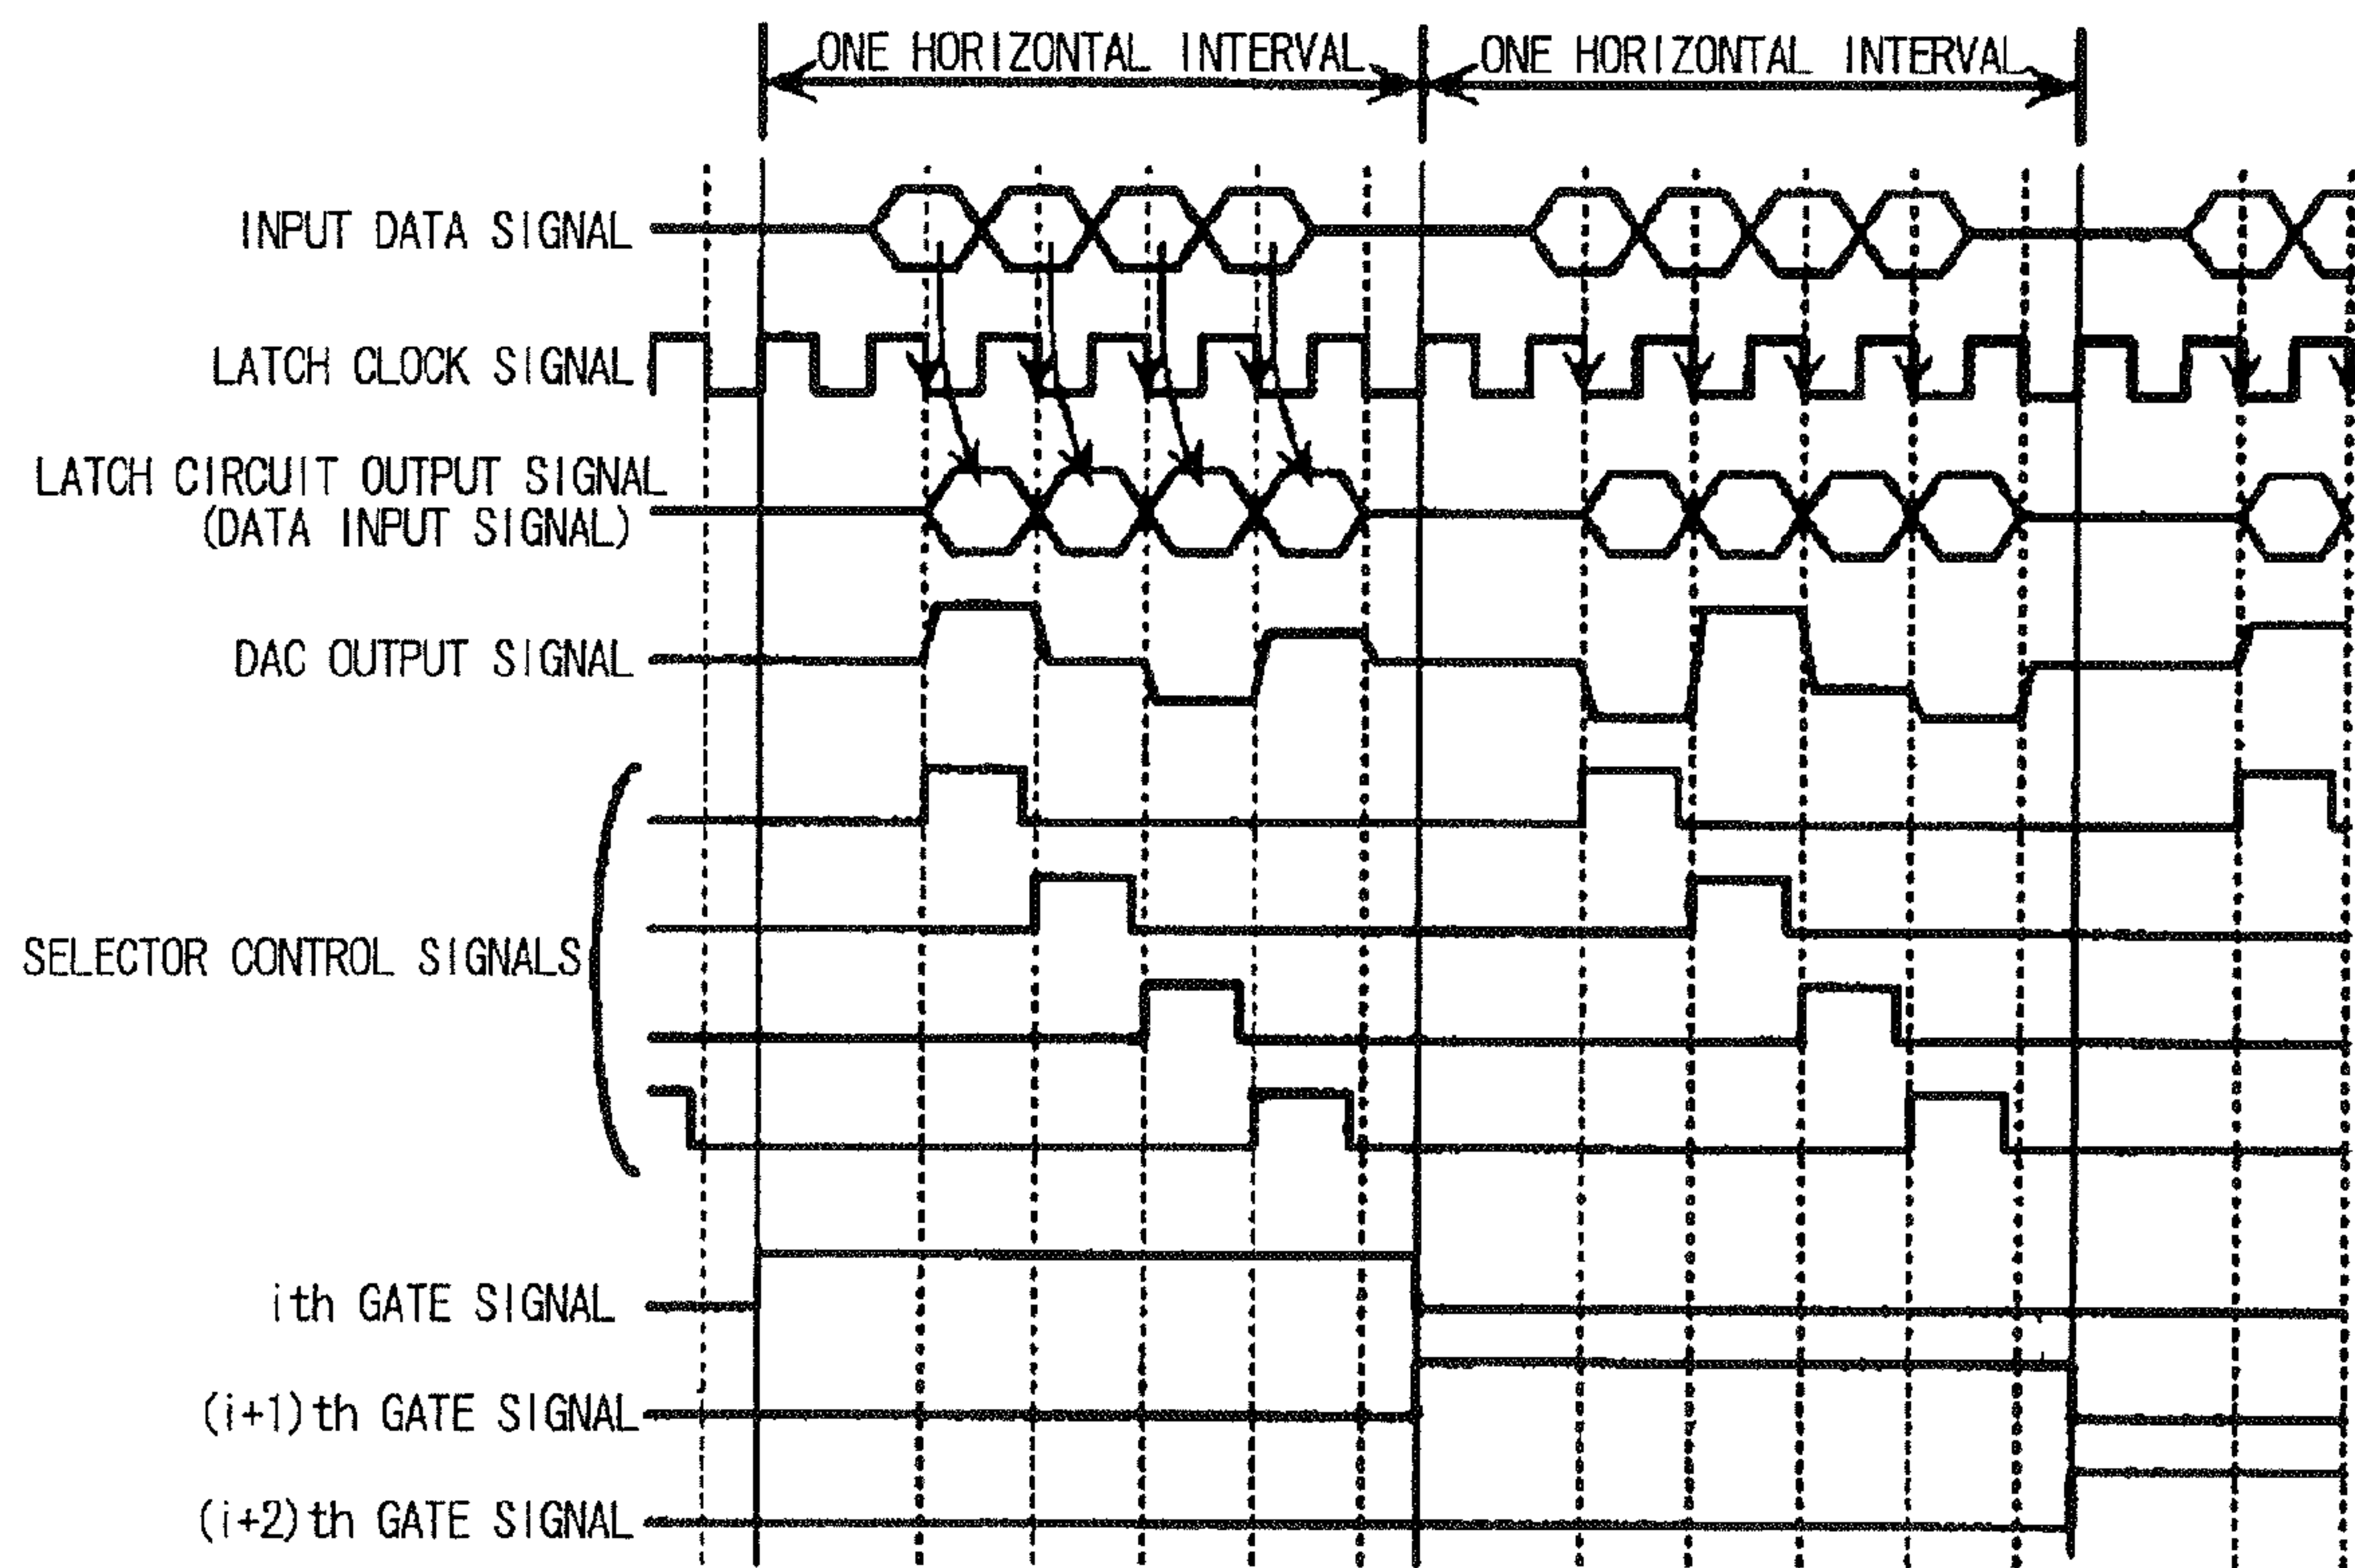 ONE HORIZONTAL INTERVAL
ONE HORIZONTAL INTERVAL
INPUT DATA SIGNAL
LATCH CLOCK SIGNAL
LATCH CIRCUIT OUTPUT SIGNAL
(DATA INPUT SIGNAL)
DAC OUTPUT SIGNAL
SELECTOR CONTROL SIGNALS
ith GATE SIGNAL
(i+1)th GATE SIGNAL
(i+2)th GATE SIGNAL